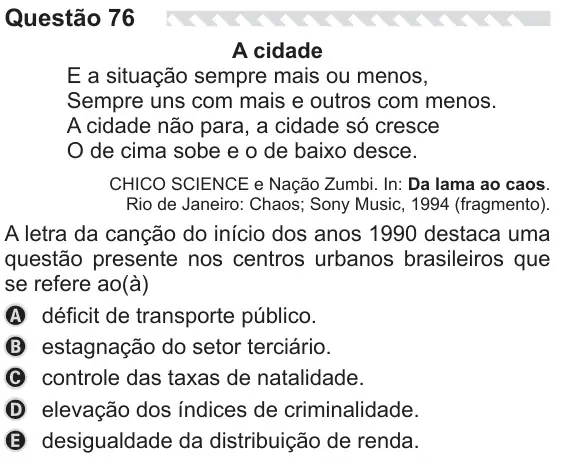 Questão 76
A cidade
E a situação sempre mais ou menos,
Sempre uns com mais e outros com menos.
A cidade não para, a cidade só cresce
O de cima sobe e o de baixo desce.
CHICO SCIENCE e Nação Zumbi. In: Da lama ao caos.
Rio de Janeiro: Chaos; Sony Music, 1994 (fragmento).
A letra da canção do início dos anos 1990 destaca uma
questão presente nos centros urbanos brasileiros que
se refere ao(à)
A déficit de transporte público.
B estagnação do setor terciário.
C controle das taxas de natalidade.
D elevação dos índices de criminalidade.
E desigualdade da distribuição de renda.